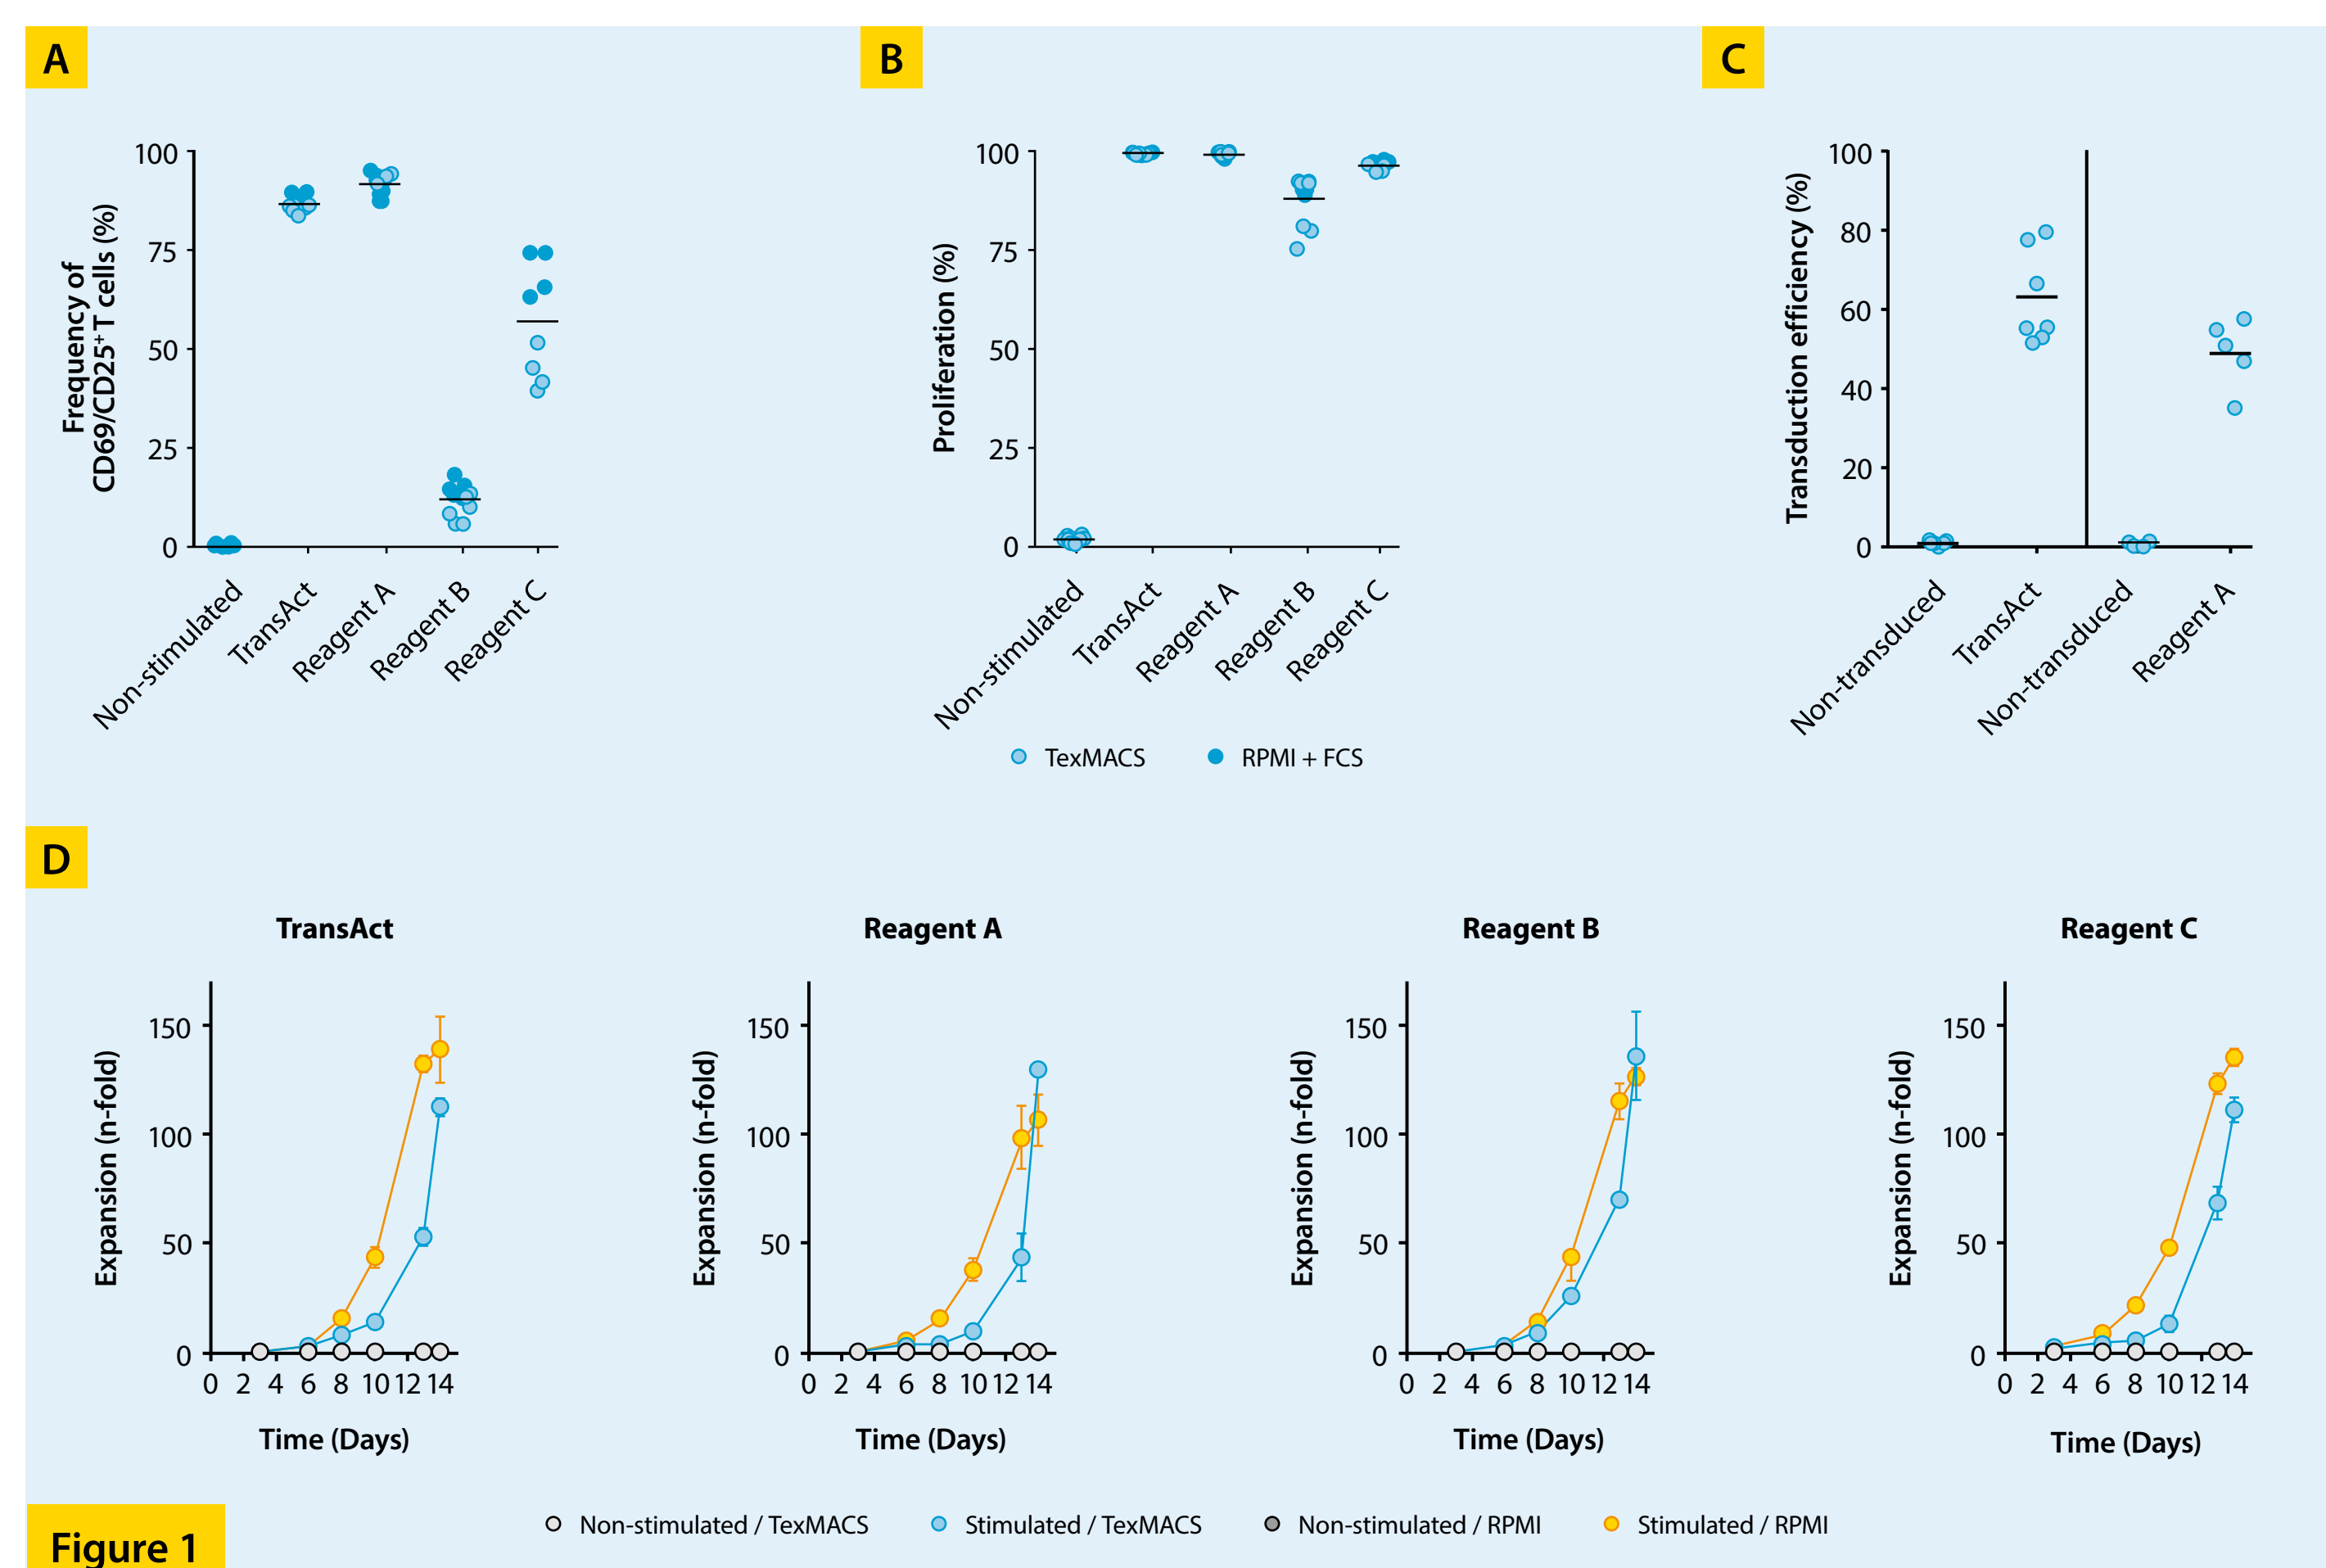 A
B
C
Frequency of
CD69/CD25⁺ T cells (%)
100
75
50
25
0
Non-stimulated
TransAct
Reagent A
Reagent B
Reagent C
Proliferation (%)
100
75
50
25
0
Non-stimulated
TransAct
Reagent A
Reagent B
Reagent C
Transduction efficiency (%)
100
80
60
40
20
0
Non-transduced
TransAct
Non-transduced
Reagent A
TexMACS
RPMI + FCS
D
TransAct
Expansion (n-fold)
150
100
50
0
0 2 4 6 8 10 12 14
Time (Days)
Reagent A
Expansion (n-fold)
150
100
50
0
0 2 4 6 8 10 12 14
Time (Days)
Reagent B
Expansion (n-fold)
150
100
50
0
0 2 4 6 8 10 12 14
Time (Days)
Reagent C
Expansion (n-fold)
150
100
50
0
0 2 4 6 8 10 12 14
Time (Days)
Non-stimulated / TexMACS
Stimulated / TexMACS
Non-stimulated / RPMI
Stimulated / RPMI
Figure 1